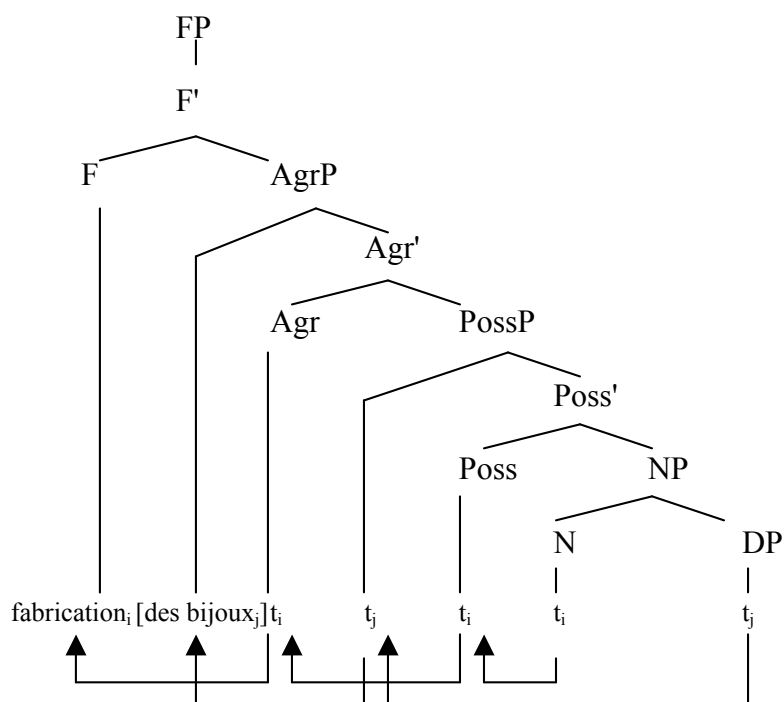 FP
F'
F AgrP
Agr'
Agr PossP
Poss'
Poss NP
N DP
fabricationᵢ [des bijouxⱼ] tᵢ tⱼ tᵢ tᵢ tⱼ